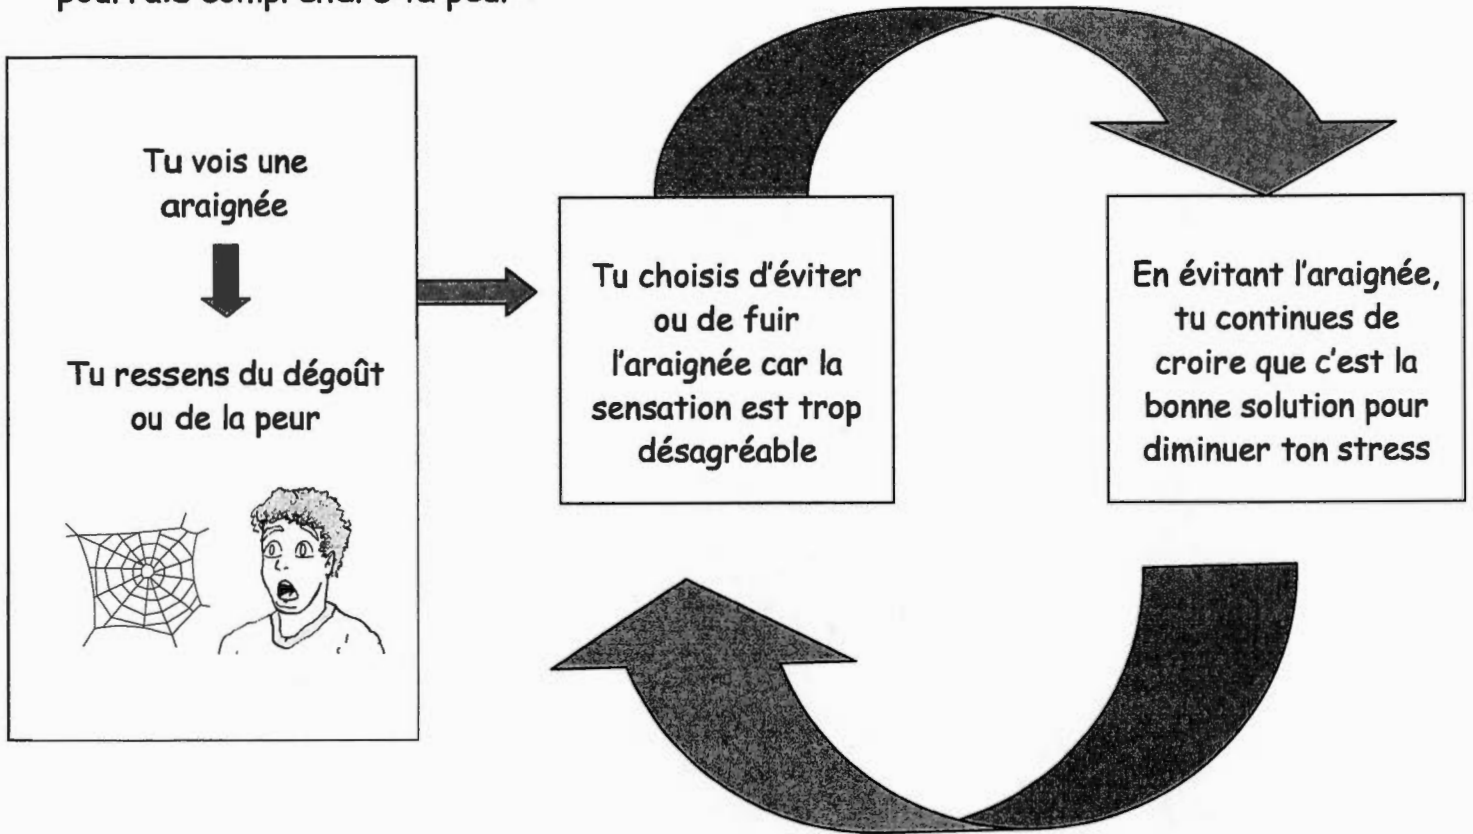 Tu vois une
araignée
Tu ressens du dégoût
ou de la peur
Tu choisis d'éviter
ou de fuir
l'araignée car la
sensation est trop
désagréable
En évitant l'araignée,
tu continues de
croire que c'est la
bonne solution pour
diminuer ton stress